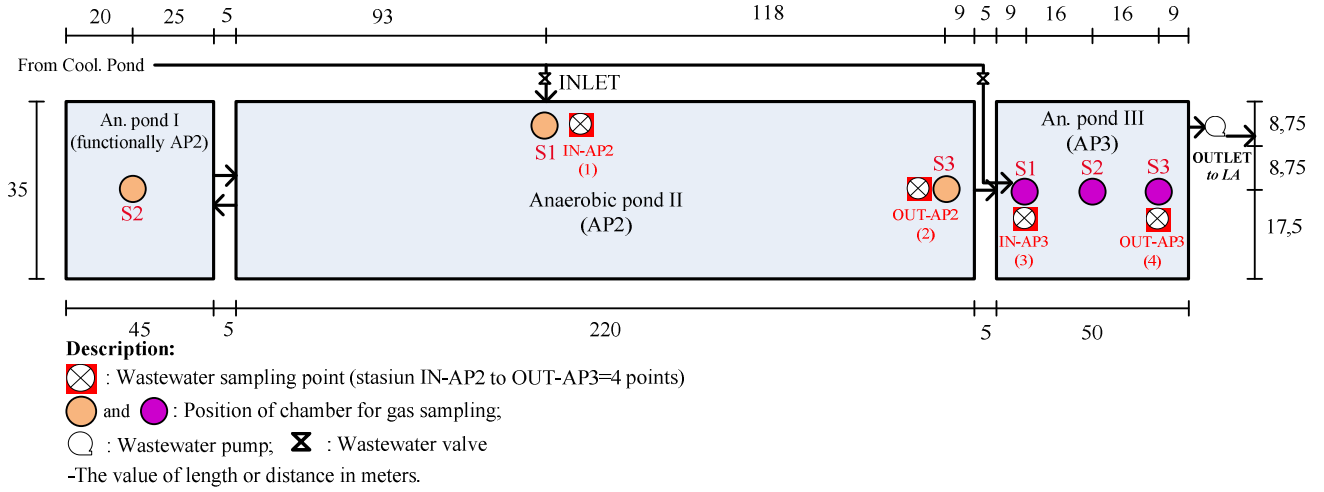 20 25 5 93 118 9 5 9 16 16 9
From Cool. Pond
INLET
An. pond I
(functionally AP2)
S2
35
S1
IN-AP2
(1)
Anaerobic pond II
(AP2)
S3
OUT-AP2
(2)
An. pond III
(AP3)
S1 S2 S3
IN-AP3
(3)
OUT-AP3
(4)
OUTLET
to LA
8,75
8,75
17,5
45 5 220 5 50
Description:
: Wastewater sampling point (stasiun IN-AP2 to OUT-AP3=4 points)
and : Position of chamber for gas sampling;
: Wastewater pump; : Wastewater valve
-The value of length or distance in meters.